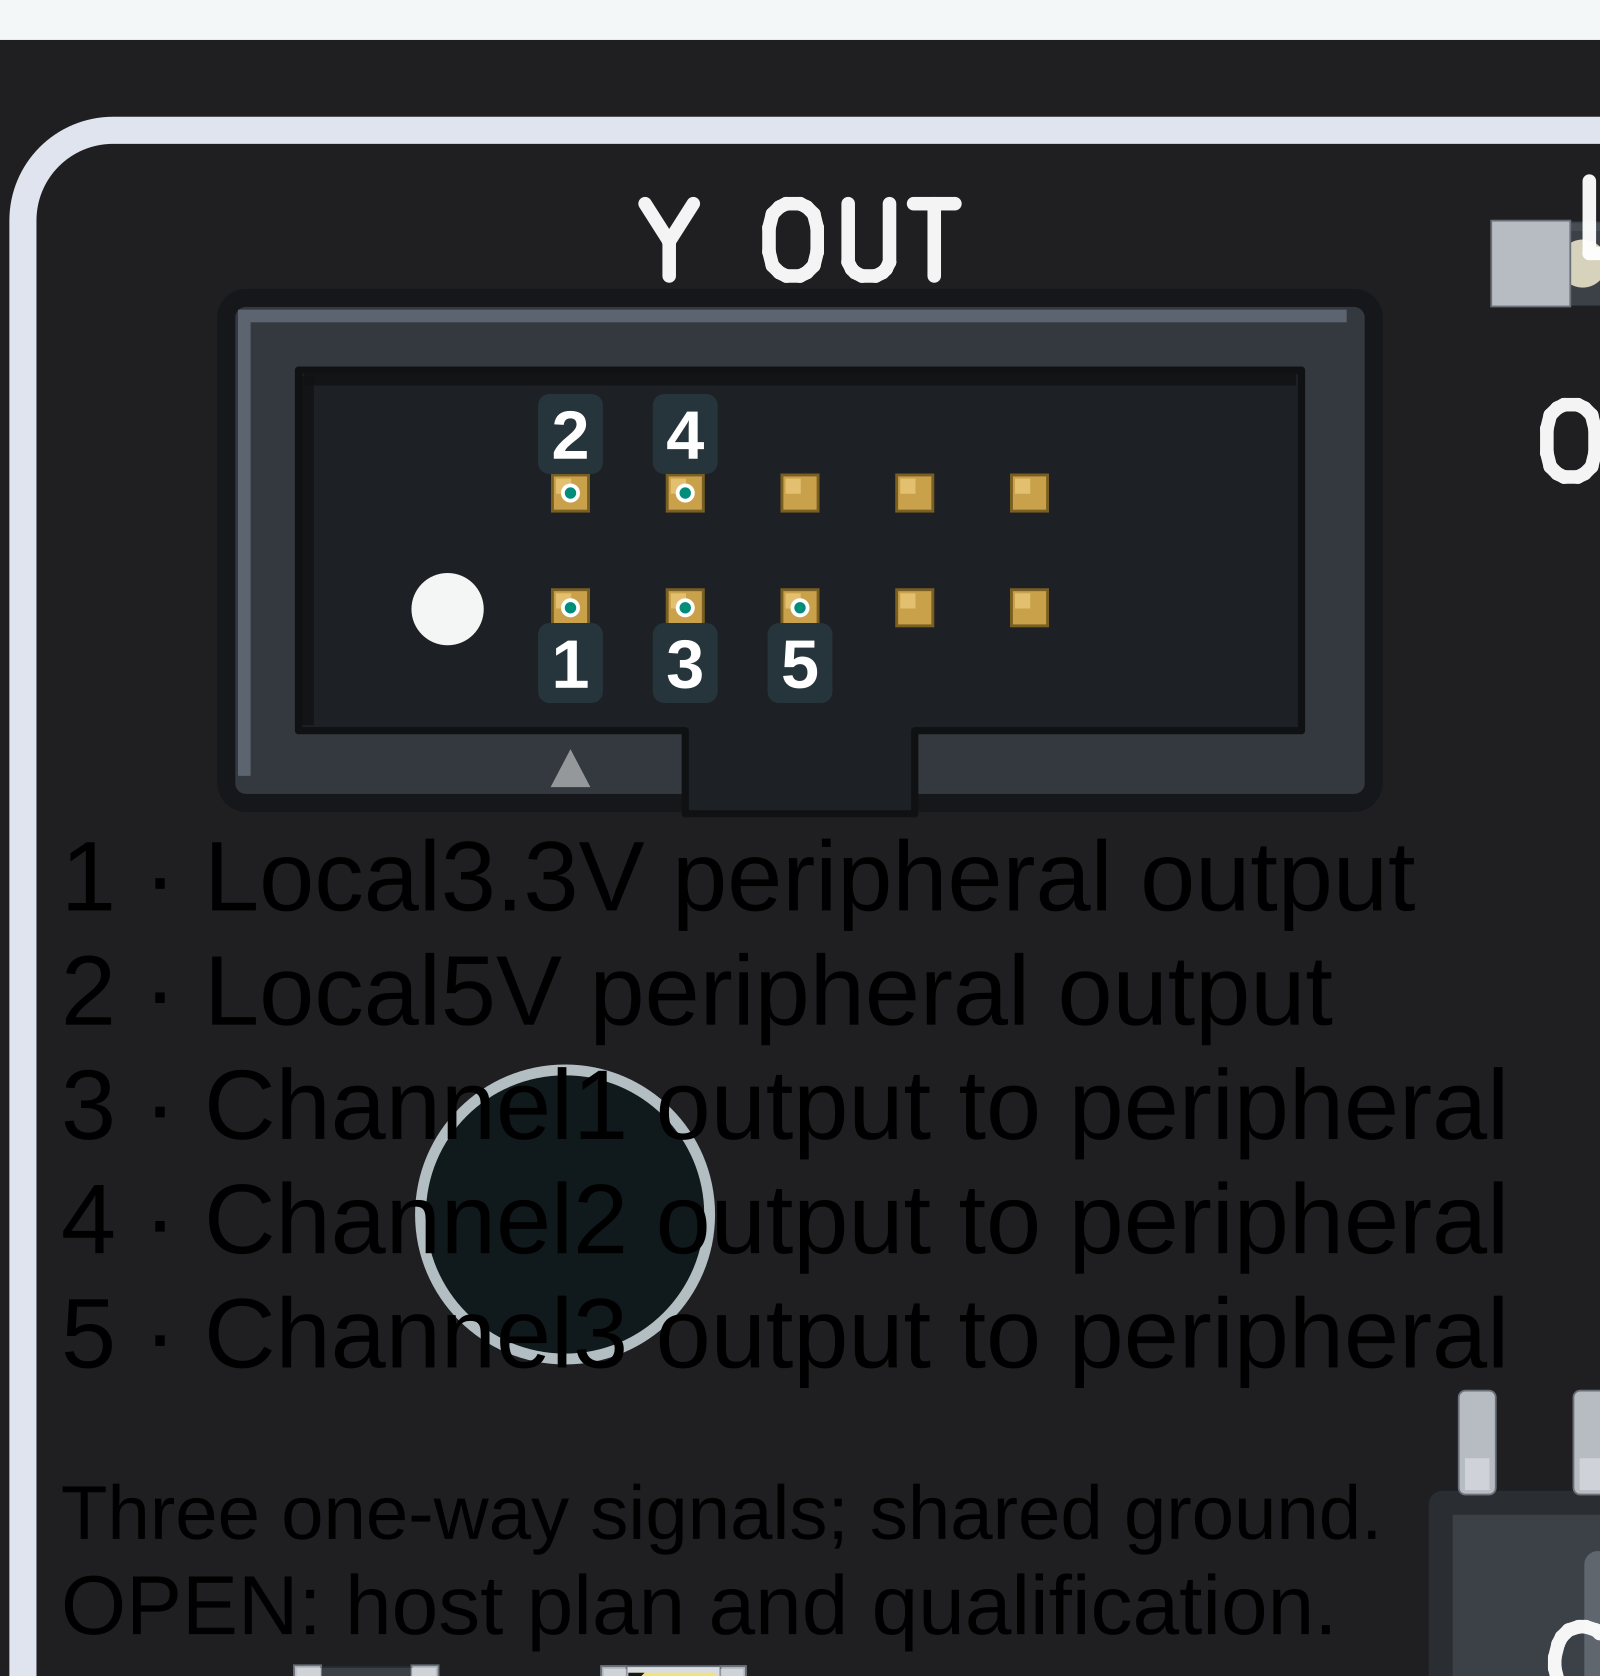 Y OUT
2 4
1 3 5
1 · Local3.3V peripheral output
2 · Local5V peripheral output
3 · Channel1 output to peripheral
4 · Channel2 output to peripheral
5 · Channel3 output to peripheral
Three one-way signals; shared ground.
OPEN: host plan and qualification.